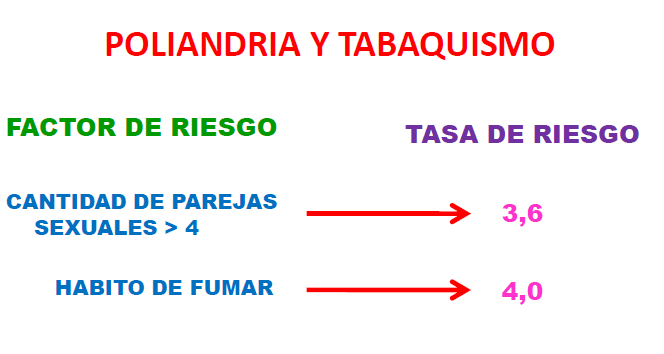 POLIANDRIA Y TABAQUISMO
FACTOR DE RIESGO
TASA DE RIESGO
CANTIDAD DE PAREJAS
SEXUALES > 4
3,6
HABITO DE FUMAR
4,0